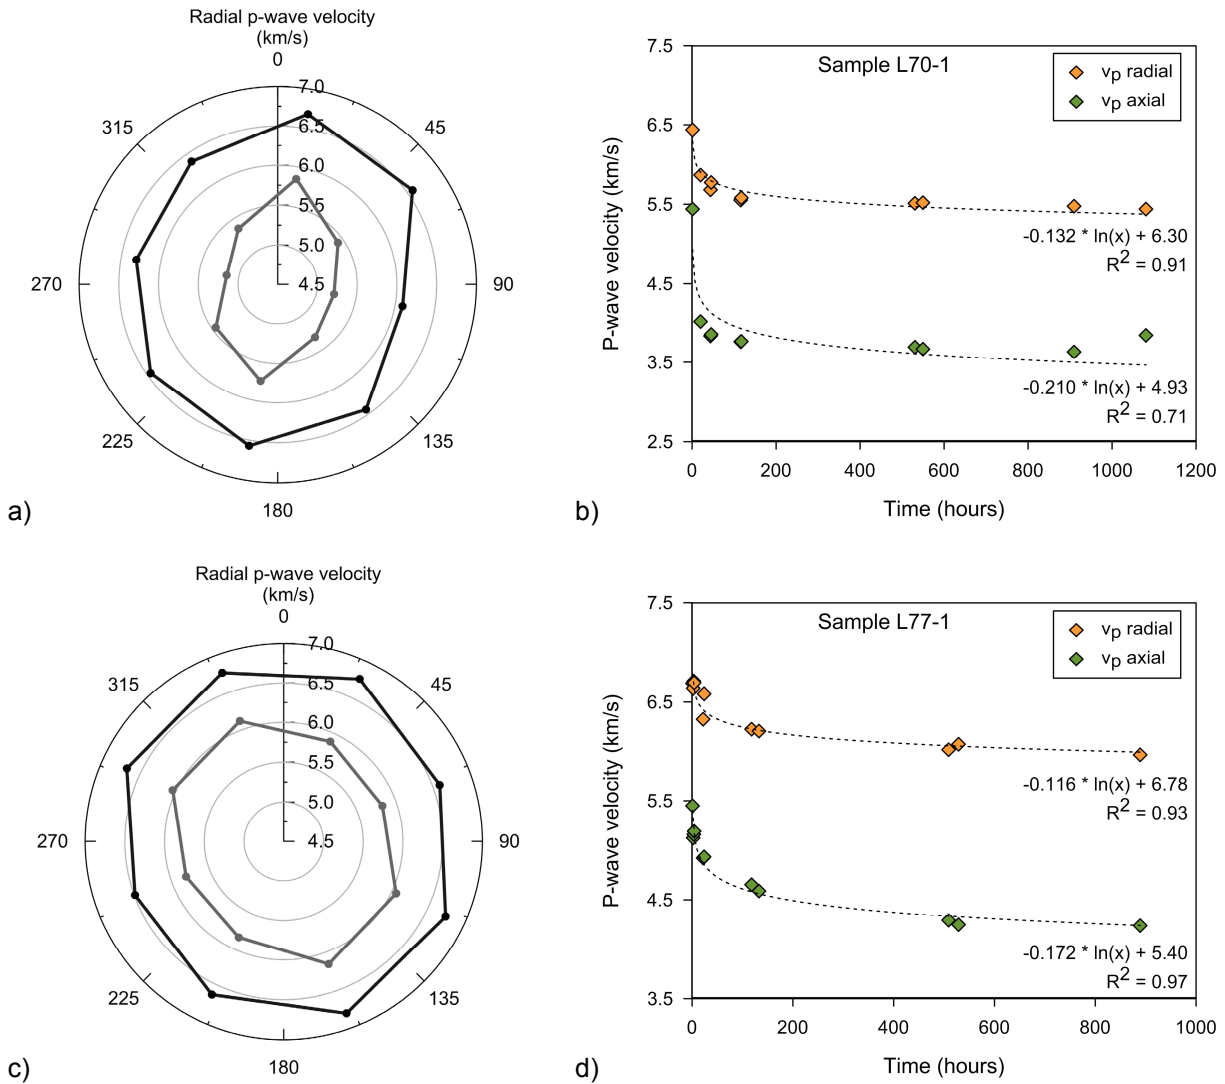 Radial p-wave velocity
(km/s)
0
7.0
6.5
6.0
5.5
5.0
4.5
45
90
135
180
225
270
315
a)
7.5
6.5
5.5
4.5
3.5
2.5
P-wave velocity (km/s)
Sample L70-1
vp radial
vp axial
-0.132 * ln(x) + 6.30
R2 = 0.91
-0.210 * ln(x) + 4.93
R2 = 0.71
0 200 400 600 800 1000 1200
Time (hours)
b)
Radial p-wave velocity
(km/s)
0
7.0
6.5
6.0
5.5
5.0
4.5
45
90
135
180
225
270
315
c)
7.5
6.5
5.5
4.5
3.5
P-wave velocity (km/s)
Sample L77-1
vp radial
vp axial
-0.116 * ln(x) + 6.78
R2 = 0.93
-0.172 * ln(x) + 5.40
R2 = 0.97
0 200 400 600 800 1000
Time (hours)
d)